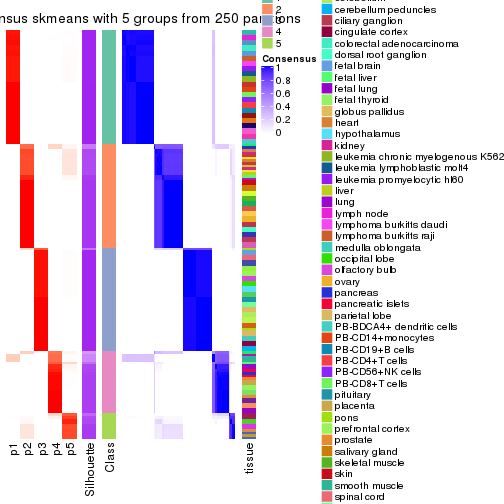 nsus skmeans with 5 groups from 250 partitions
2
4
5
Consensus
1
0.8
0.6
0.4
0.2
0
cerebellum peduncles
ciliary ganglion
cingulate cortex
colorectal adenocarcinoma
dorsal root ganglion
fetal brain
fetal liver
fetal lung
fetal thyroid
globus pallidus
heart
hypothalamus
kidney
leukemia chronic myelogenous K562
leukemia lymphoblastic molt4
leukemia promyelocytic hl60
liver
lung
lymph node
lymphoma burkitts daudi
lymphoma burkitts raji
medulla oblongata
occipital lobe
olfactory bulb
ovary
pancreas
pancreatic islets
parietal lobe
PB-BDCA4+ dendritic cells
PB-CD14+monocytes
PB-CD19+B cells
PB-CD4+T cells
PB-CD56+NK cells
PB-CD8+T cells
pituitary
placenta
pons
prefrontal cortex
prostate
salivary gland
skeletal muscle
skin
smooth muscle
spinal cord
p1
p2
p3
p4
p5
Silhouette
Class
tissue